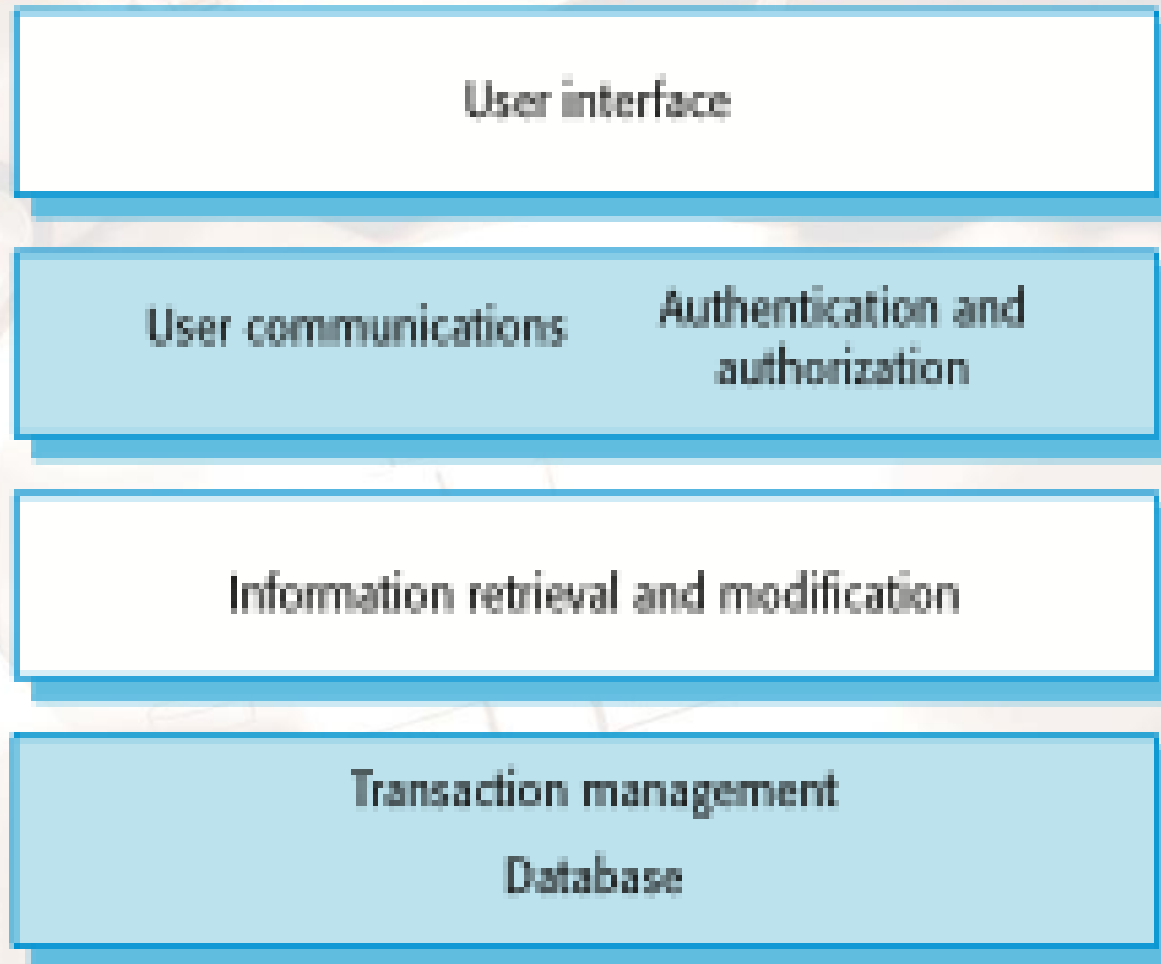 User interface
User communications
Authentication and
authorization
Information retrieval and modification
Transaction management
Database